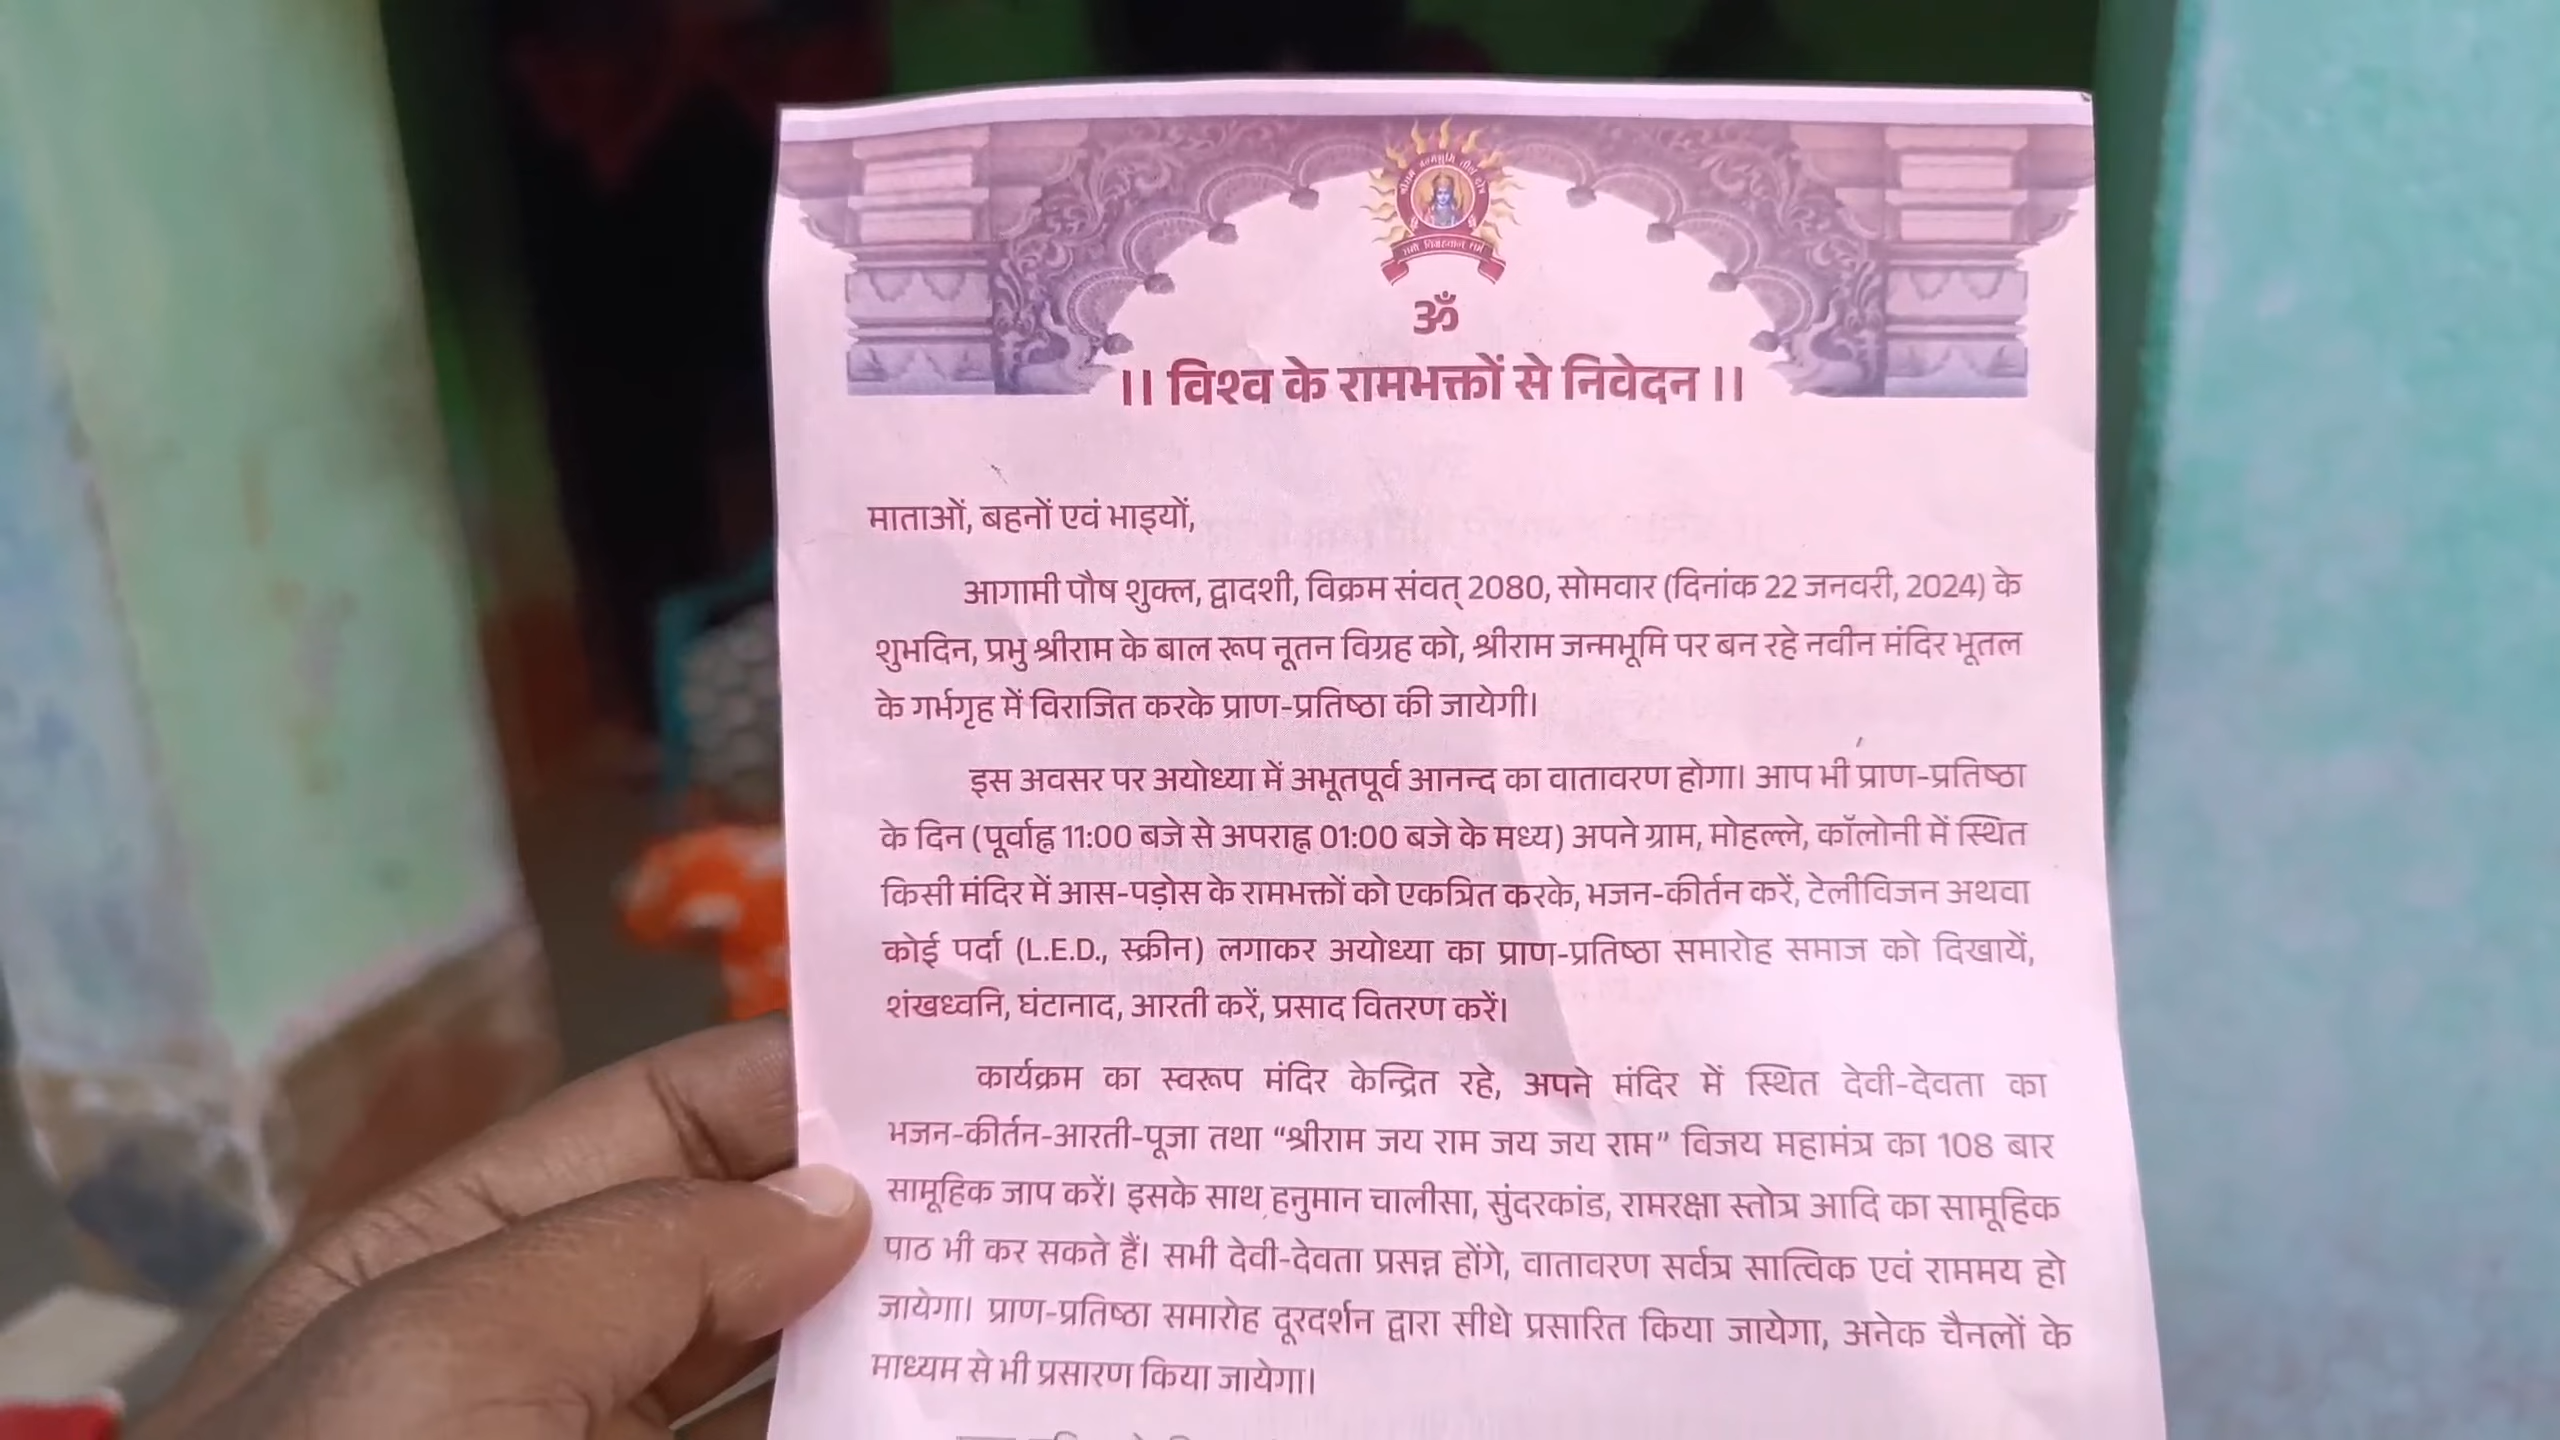 ॐ
।। विश्व के रामभक्तों से निवेदन ।।
माताओं, बहनों एवं भाइयों,
आगामी पौष शुक्ल, द्वादशी, विक्रम संवत् 2080, सोमवार (दिनांक 22 जनवरी, 2024) के
शुभदिन, प्रभु श्रीराम के बाल रूप नूतन विग्रह को, श्रीराम जन्मभूमि पर बन रहे नवीन मंदिर भूतल
के गर्भगृह में विराजित करके प्राण-प्रतिष्ठा की जायेगी।
इस अवसर पर अयोध्या में अभूतपूर्व आनन्द का वातावरण होगा। आप भी प्राण-प्रतिष्ठा
के दिन (पूर्वाह्न 11:00 बजे से अपराह्न 01:00 बजे के मध्य) अपने ग्राम, मोहल्ले, कॉलोनी में स्थित
किसी मंदिर में आस-पड़ोस के रामभक्तों को एकत्रित करके, भजन-कीर्तन करें, टेलीविजन अथवा
कोई पर्दा (L.E.D., स्क्रीन) लगाकर अयोध्या का प्राण-प्रतिष्ठा समारोह समाज को दिखायें,
शंखध्वनि, घंटानाद, आरती करें, प्रसाद वितरण करें।
कार्यक्रम का स्वरूप मंदिर केन्द्रित रहे, अपने मंदिर में स्थित देवी-देवता का
भजन-कीर्तन-आरती-पूजा तथा “श्रीराम जय राम जय जय राम” विजय महामंत्र का 108 बार
सामूहिक जाप करें। इसके साथ हनुमान चालीसा, सुंदरकांड, रामरक्षा स्तोत्र आदि का सामूहिक
पाठ भी कर सकते हैं। सभी देवी-देवता प्रसन्न होंगे, वातावरण सर्वत्र सात्विक एवं राममय हो
जायेगा। प्राण-प्रतिष्ठा समारोह दूरदर्शन द्वारा सीधे प्रसारित किया जायेगा, अनेक चैनलों के
माध्यम से भी प्रसारण किया जायेगा।